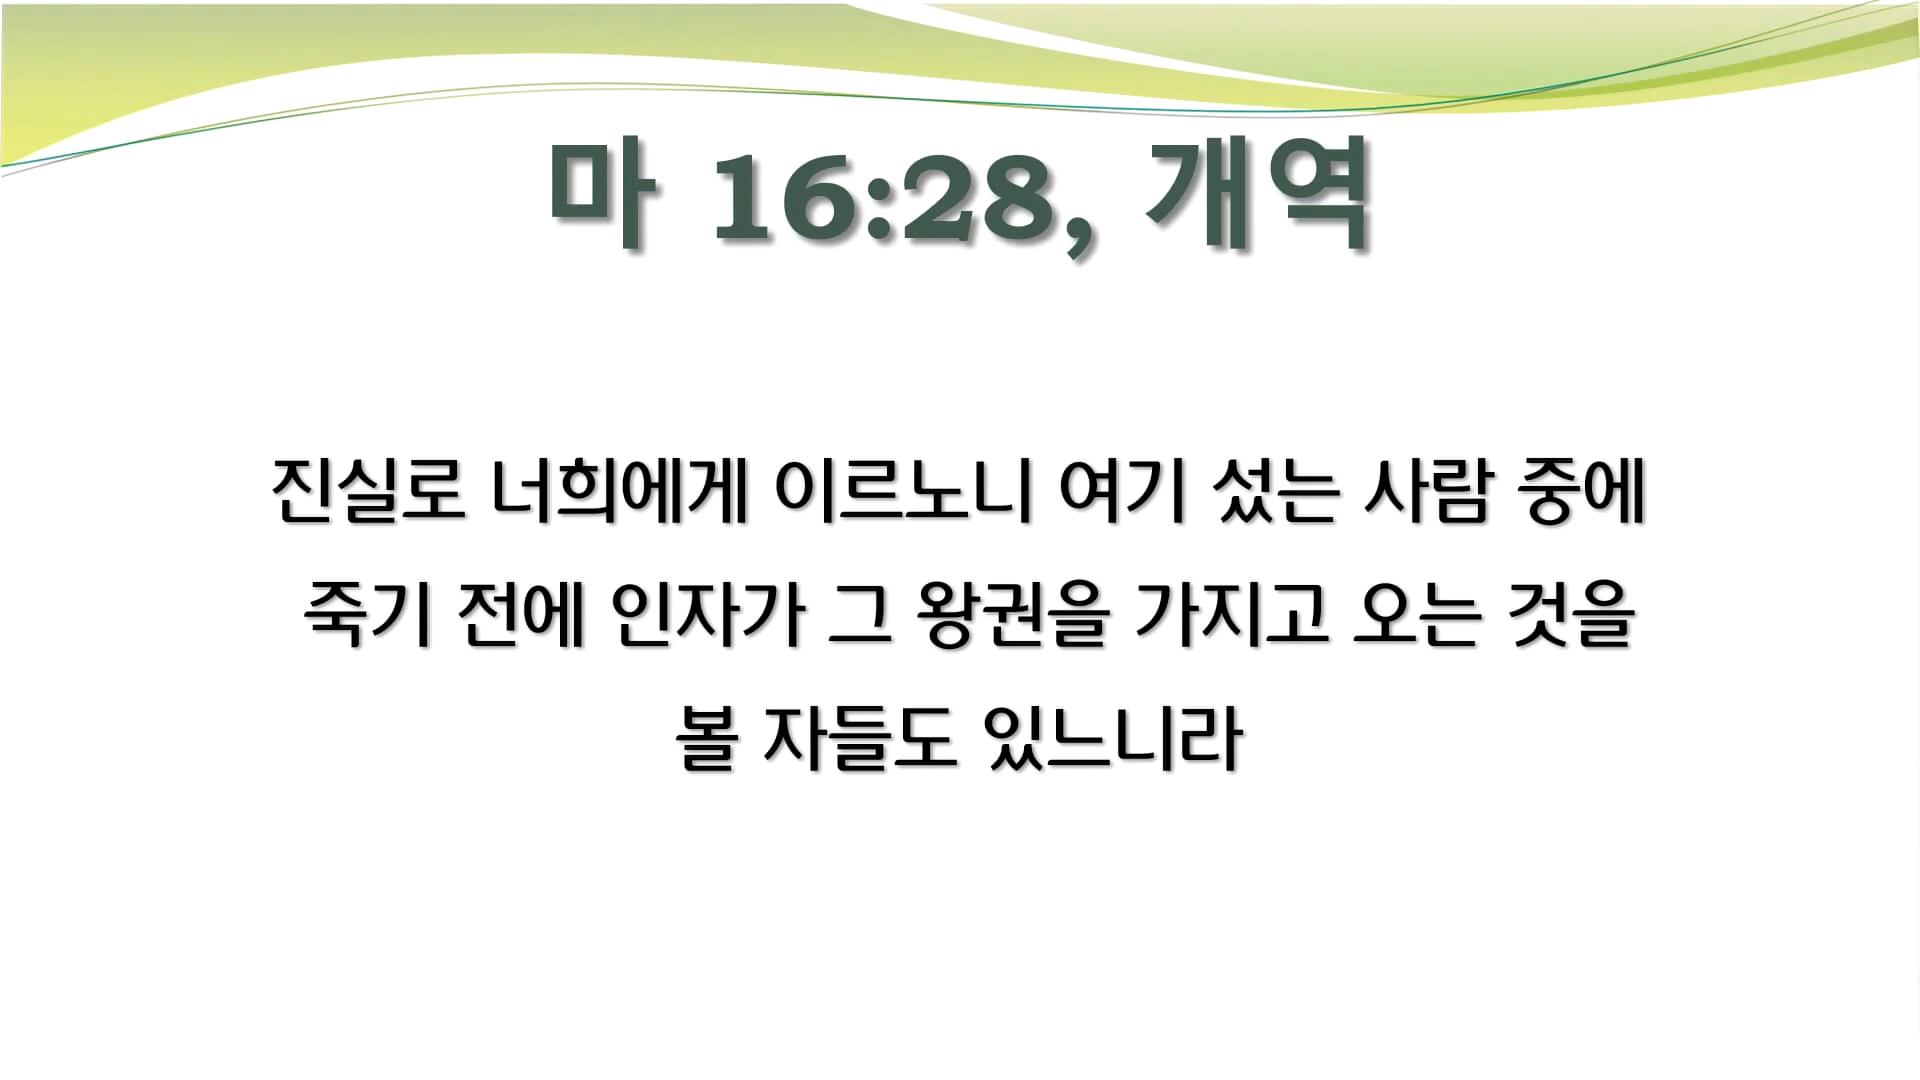 마 16:28, 개역
진실로 너희에게 이르노니 여기 섰는 사람 중에
죽기 전에 인자가 그 왕권을 가지고 오는 것을
볼 자들도 있느니라